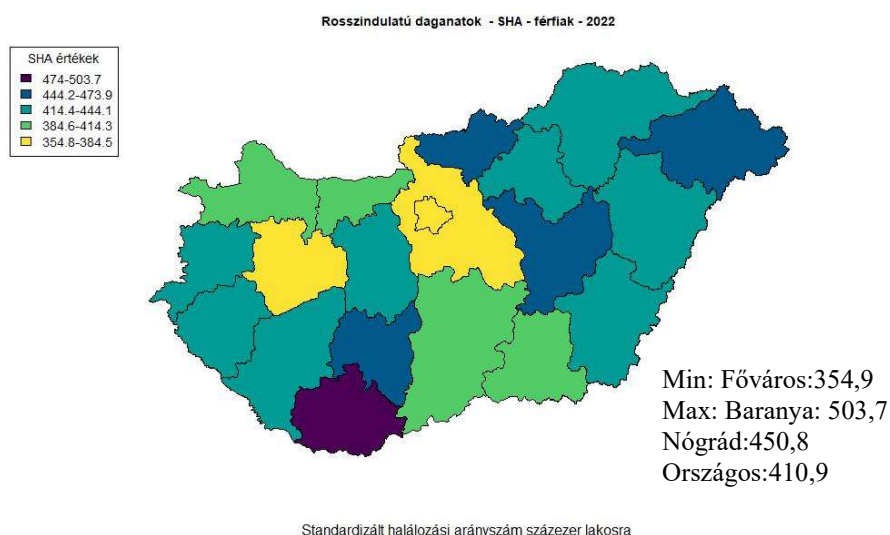 Rosszindulatú daganatok - SHA - férfiak - 2022
SHA értékek
474-503.7
444.2-473.9
414.4-444.1
384.6-414.3
354.8-384.5
Min: Főváros:354,9
Max: Baranya: 503,7
Nógrád:450,8
Országos:410,9
Standardizált halálozási arányszám százezer lakosra